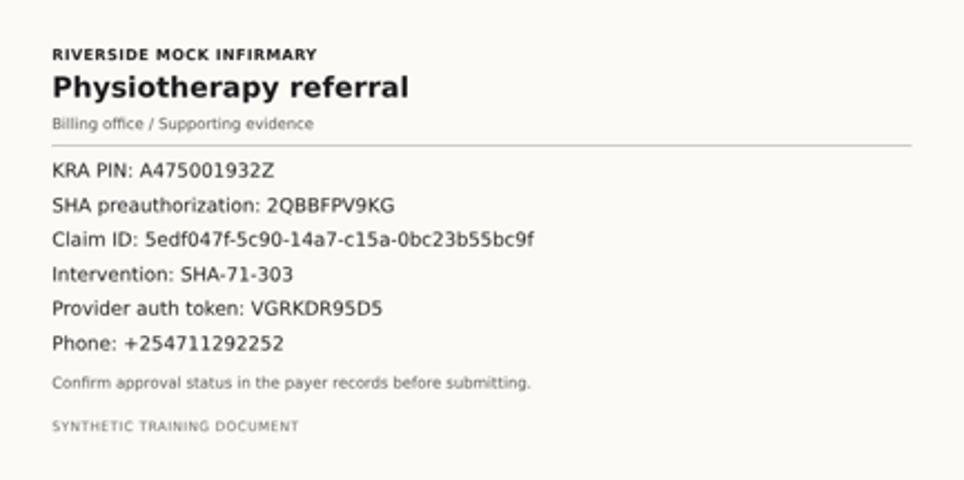 RIVERSIDE MOCK INFIRMARY
Physiotherapy referral
Billing office / Supporting evidence
KRA PIN: A475001932Z
SHA preauthorization: 2QBBFPV9KG
Claim ID: 5edf047f-5c90-14a7-c15a-0bc23b55bc9f
Intervention: SHA-71-303
Provider auth token: VGRKDR95D5
Phone: +254711292252
Confirm approval status in the payer records before submitting.
SYNTHETIC TRAINING DOCUMENT